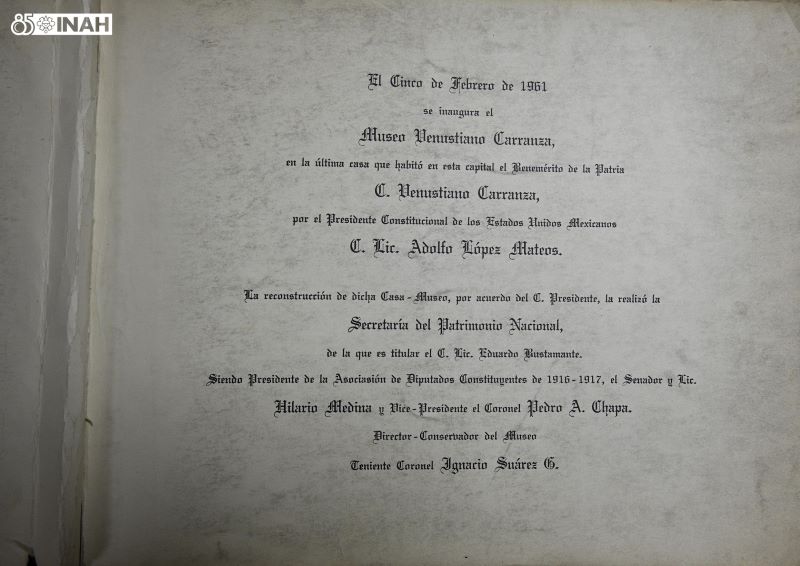 85 INAH
El Cinco de Febrero de 1961
se inaugura el
Museo Venustiano Carranza,
en la última casa que habitó en esta capital el Benemérito de la Patria
C. Venustiano Carranza,
por el Presidente Constitucional de los Estados Unidos Mexicanos
C. Lic. Adolfo López Mateos.
La reconstrucción de dicha Casa-Museo, por acuerdo del C. Presidente, la realizó la
Secretaría del Patrimonio Nacional,
de la que es titular el C. Lic. Eduardo Bustamante.
Siendo Presidente de la Asociasión de Diputados Constituyentes de 1916-1917, el Senador y Lic.
Hilario Medina y Vice-Presidente el Coronel Pedro A. Chapa.
Director-Conservador del Museo
Teniente Coronel Ignacio Suárez G.